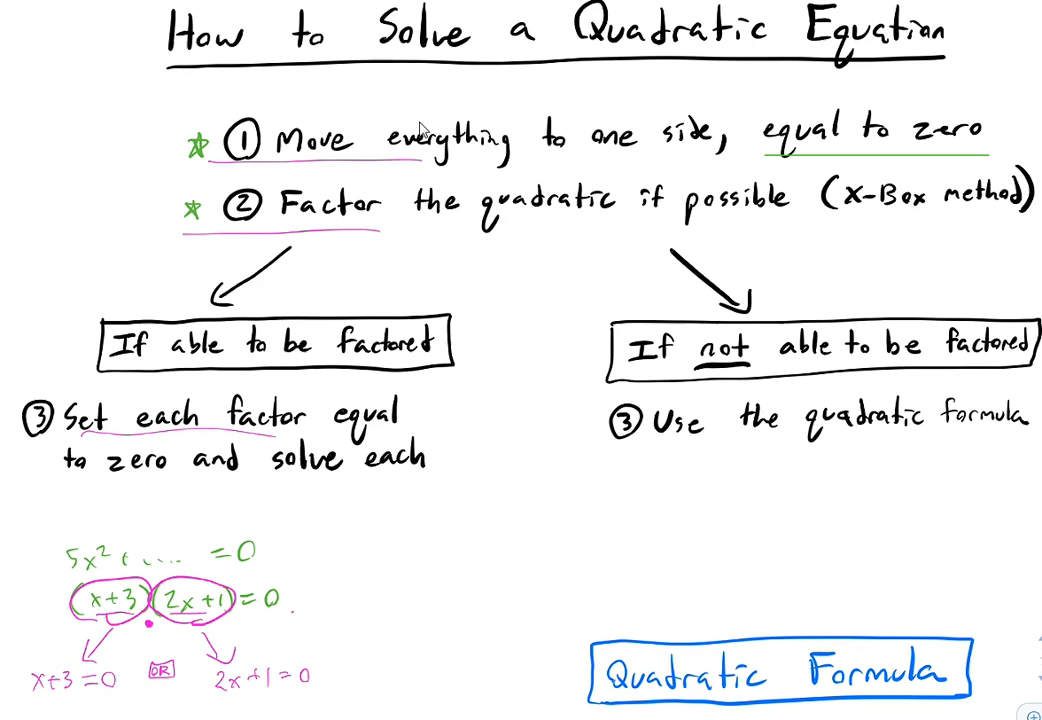 How to Solve a Quadratic Equation
* ① Move everything to one side, equal to zero
* ② Factor the quadratic if possible (X-Box method)
If able to be factored
If not able to be factored
③ Set each factor equal
to zero and solve each
③ Use the quadratic formula
5x² + .... = 0
(x+3)(2x+1) = 0
x+3=0 OR 2x+1=0
Quadratic Formula